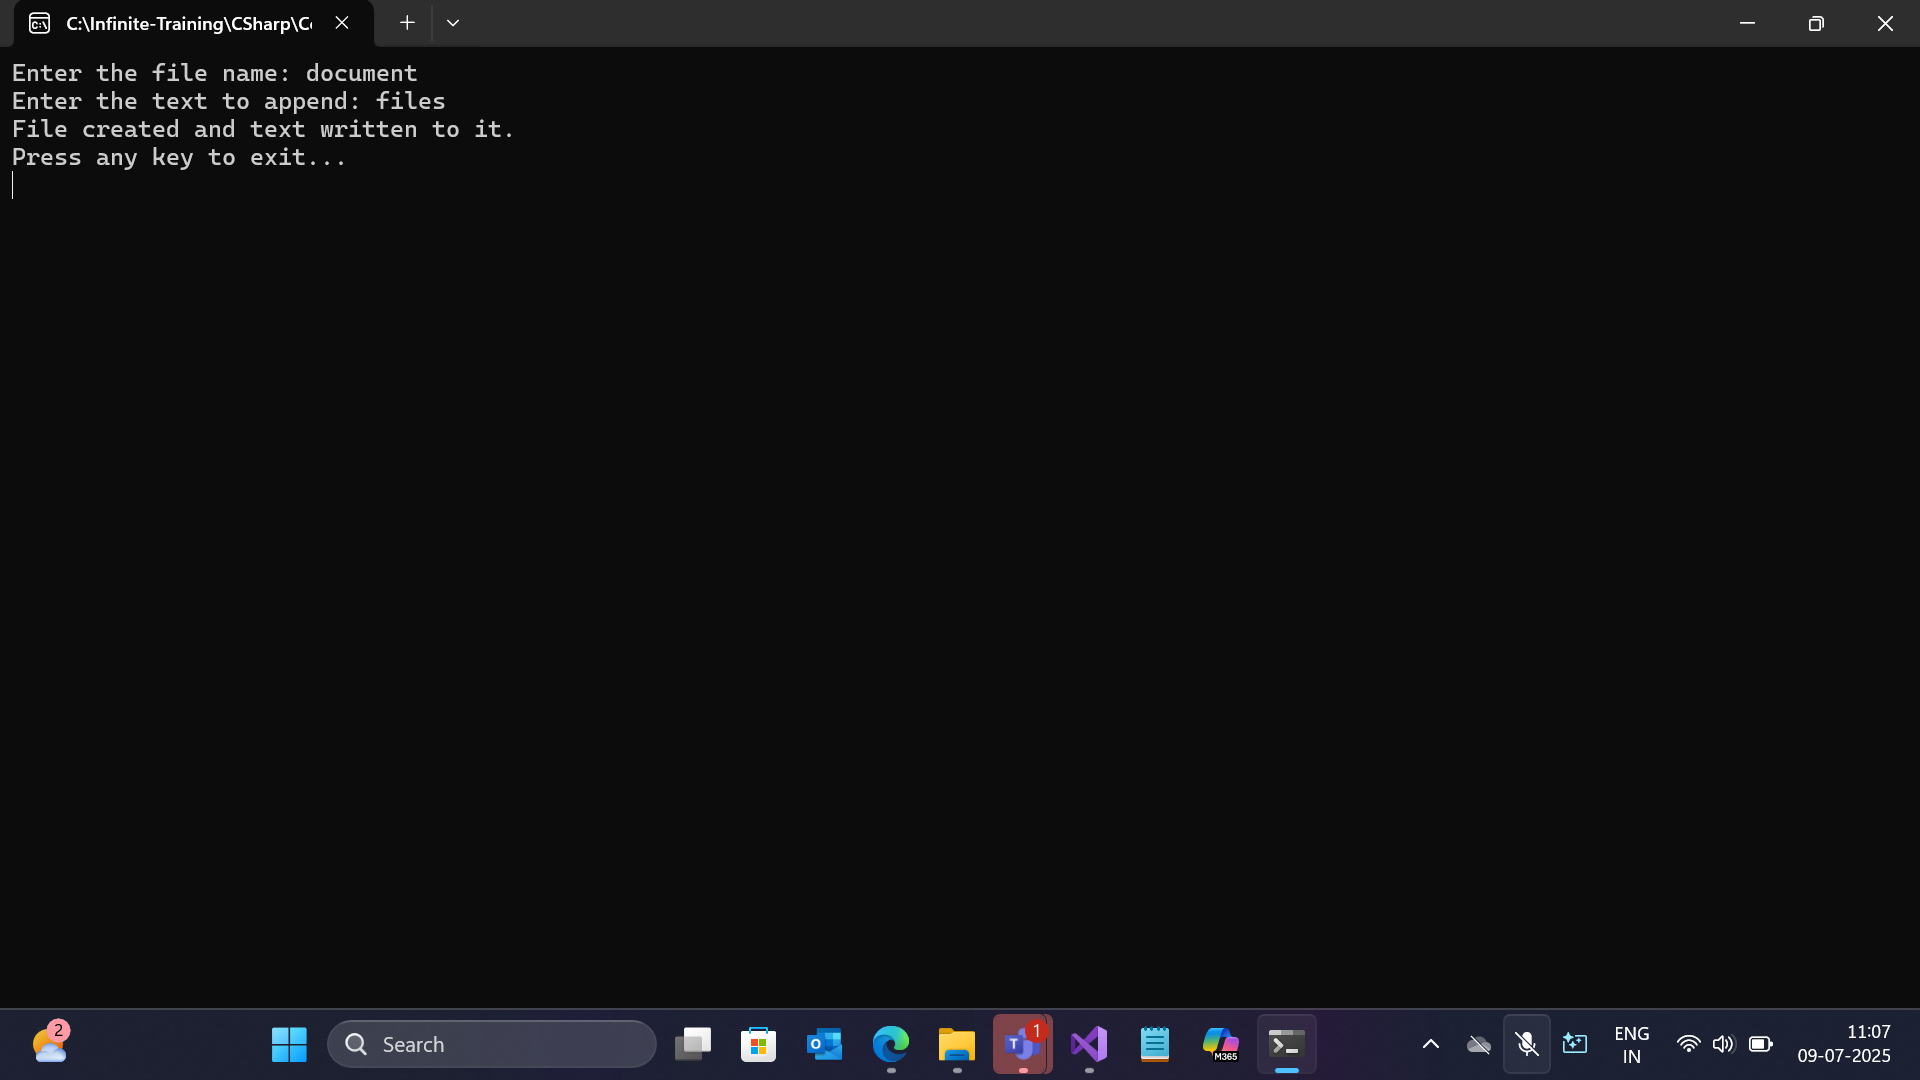 C:\Infinite-Training\CSharp\C
Enter the file name: document
Enter the text to append: files
File created and text written to it.
Press any key to exit...
2
Search
1
M365
ENG
IN
11:07
09-07-2025